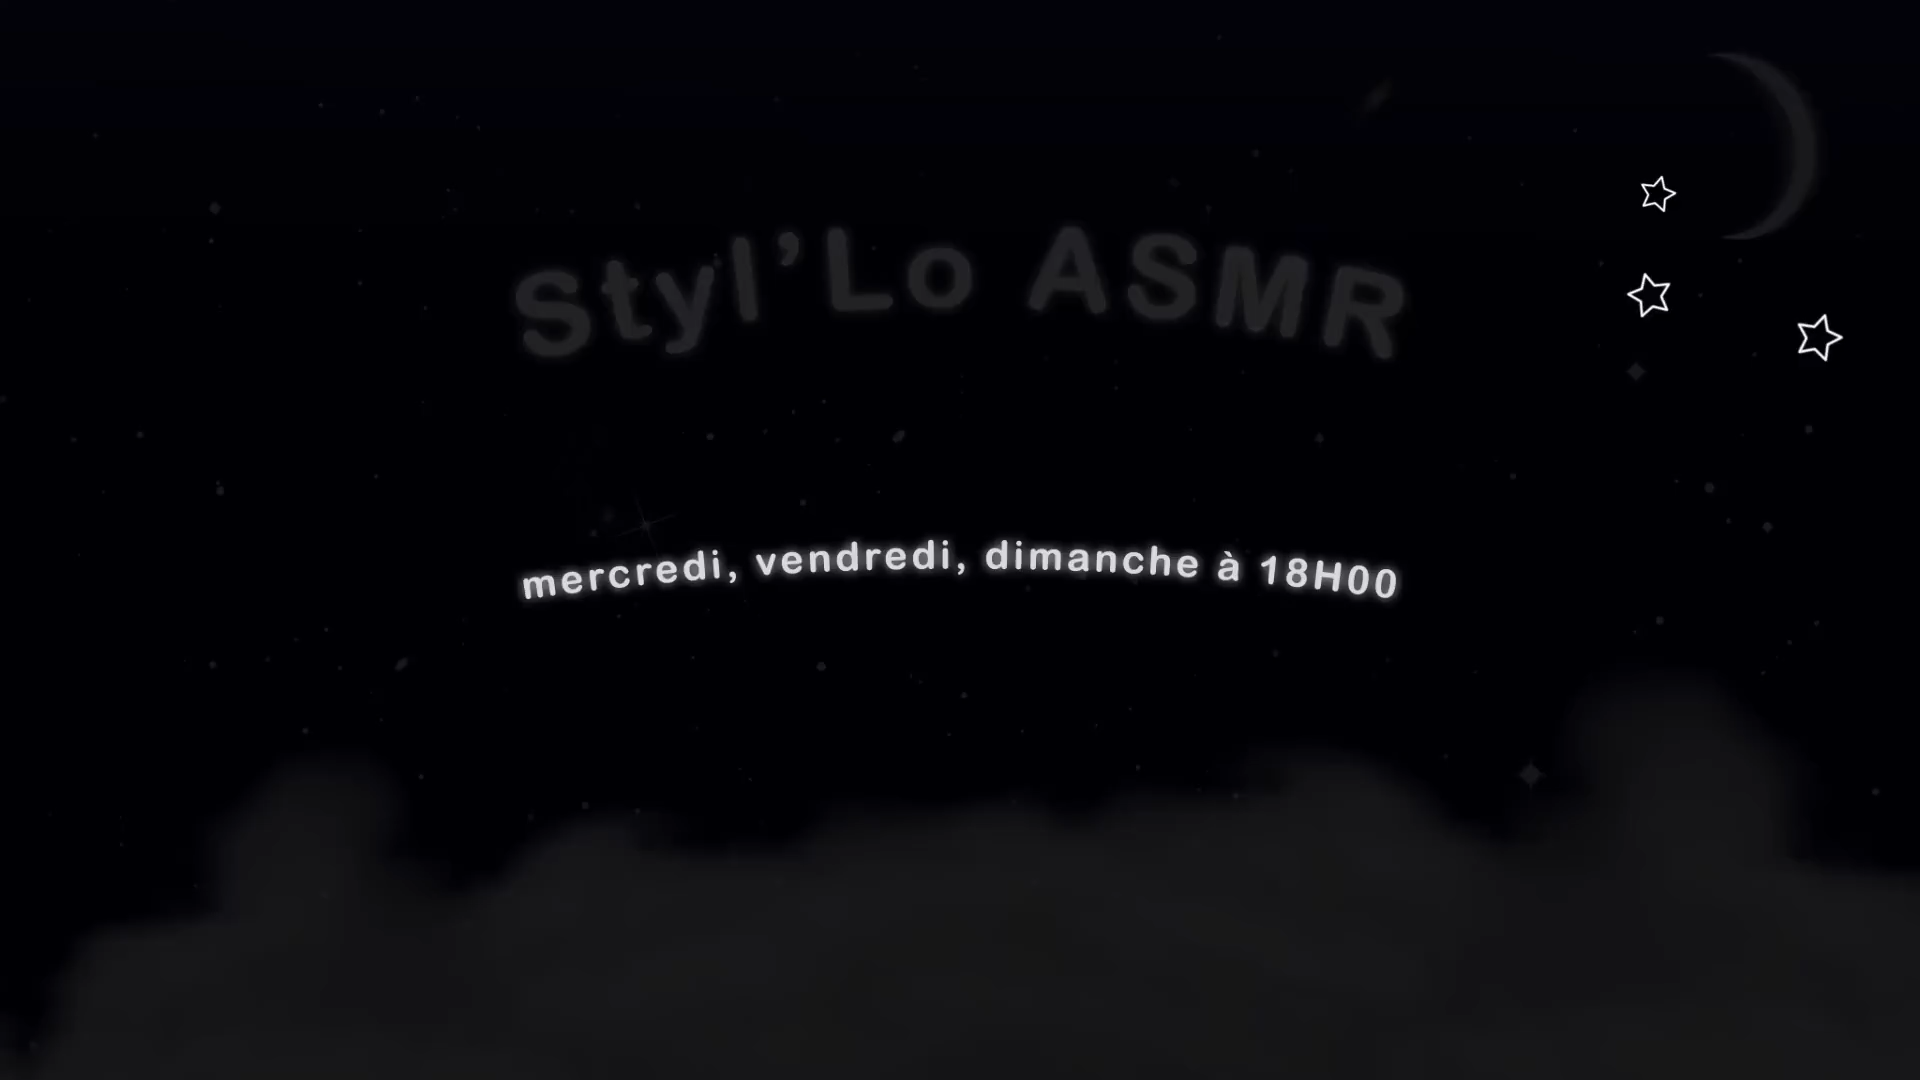 Styl’Lo ASMR
mercredi, vendredi, dimanche à 18H00